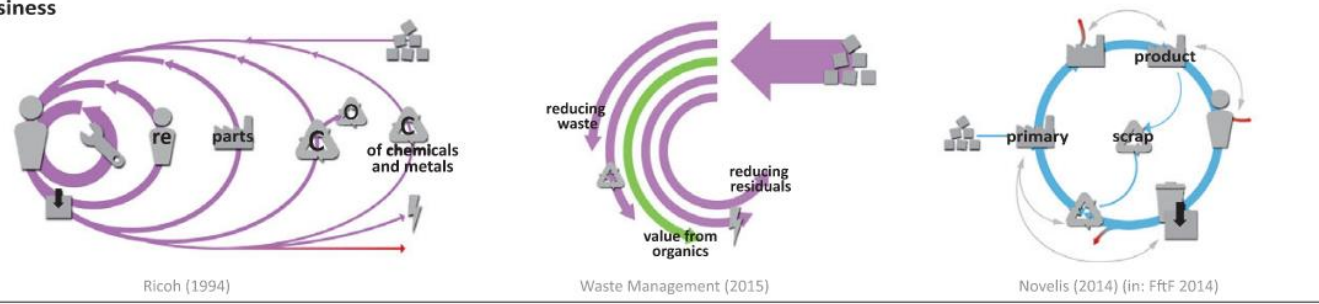 siness
re
parts
C
O
C
of chemicals
and metals
reducing
waste
reducing
residuals
value from
organics
product
primary
scrap
Ricoh (1994)
Waste Management (2015)
Novelis (2014) (in: FftF 2014)